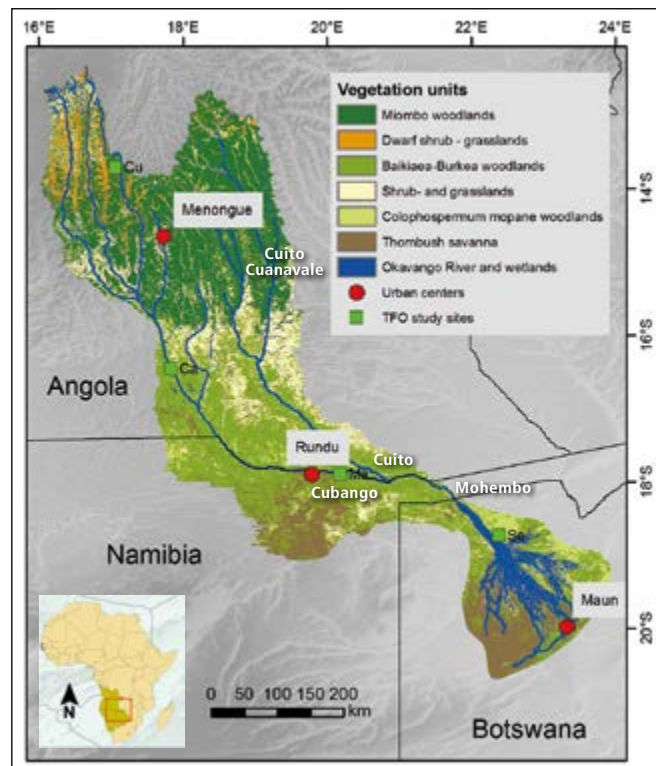 16°E 18°E 20°E 22°E 24°E
Vegetation units
Miombo woodlands
Dwarf shrub - grasslands
Baikiaea-Burkea woodlands
Shrub- and grasslands
Colophospermum mopane woodlands
Thornbush savanna
Okavango River and wetlands
Urban centers
TFO study sites
Cu
14°S
Menongue
Cuito
Cuanavale
16°S
Ca
Angola
Rundu
Cuito
Cubango
Mohembo
18°S
Namibia
Se
Maun
20°S
N
0 50 100 150 200
km
Botswana